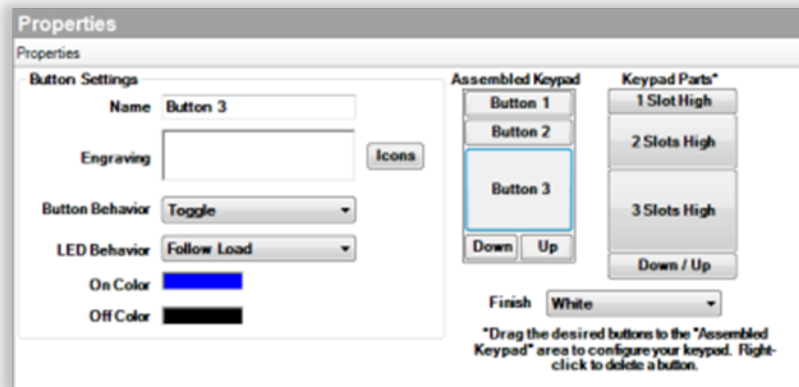 Properties
Properties
Button Settings
Name Button 3
Engraving Icons
Button Behavior Toggle
LED Behavior Follow Load
On Color
Off Color
Assembled Keypad
Button 1
Button 2
Button 3
Down Up
Keypad Parts*
1 Slot High
2 Slots High
3 Slots High
Down / Up
Finish White
*Drag the desired buttons to the "Assembled
Keypad" area to configure your keypad. Right-
click to delete a button.